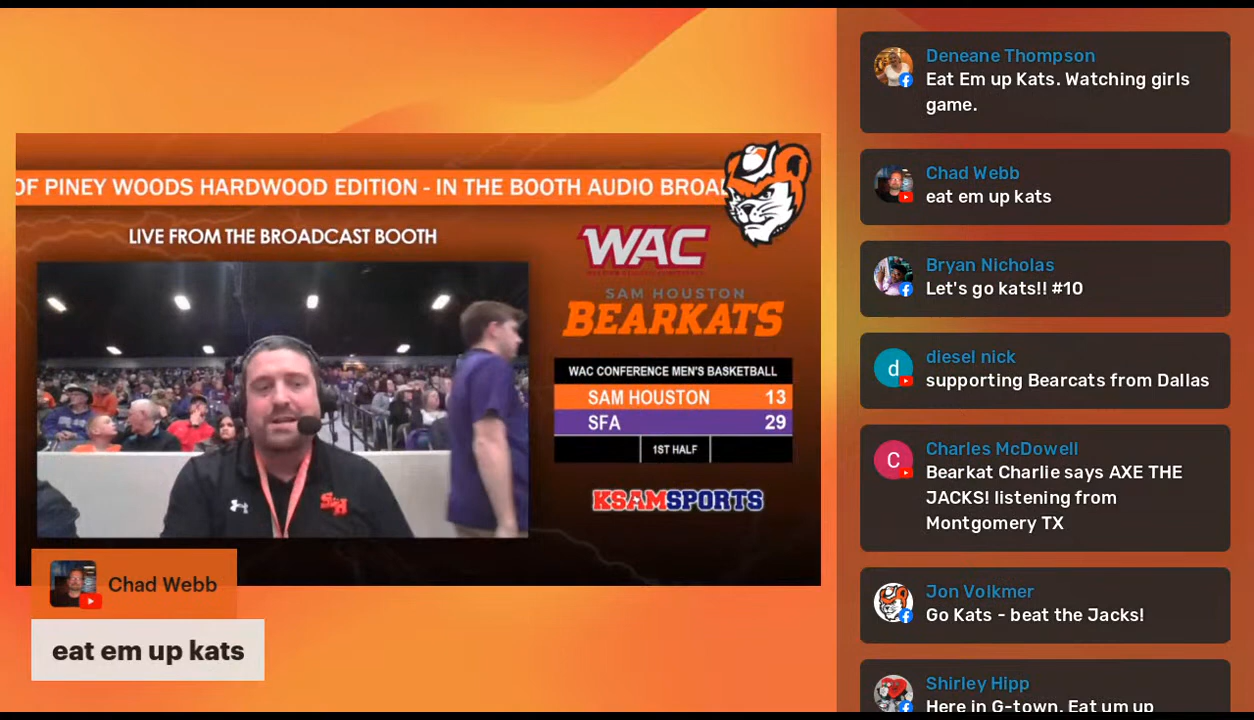 OF PINEY WOODS HARDWOOD EDITION - IN THE BOOTH AUDIO BROA
LIVE FROM THE BROADCAST BOOTH
WAC
SAM HOUSTON
BEARKATS
WAC CONFERENCE MEN'S BASKETBALL
SAM HOUSTON 13
SFA 29
1ST HALF
KSAMSPORTS
SH
Chad Webb
eat em up kats
Deneane Thompson
Eat Em up Kats. Watching girls
game.
Chad Webb
eat em up kats
Bryan Nicholas
Let's go kats!! #10
d
diesel nick
supporting Bearcats from Dallas
C
Charles McDowell
Bearkat Charlie says AXE THE
JACKS! listening from
Montgomery TX
Jon Volkmer
Go Kats - beat the Jacks!
Shirley Hipp
Here in G-town. Eat um up